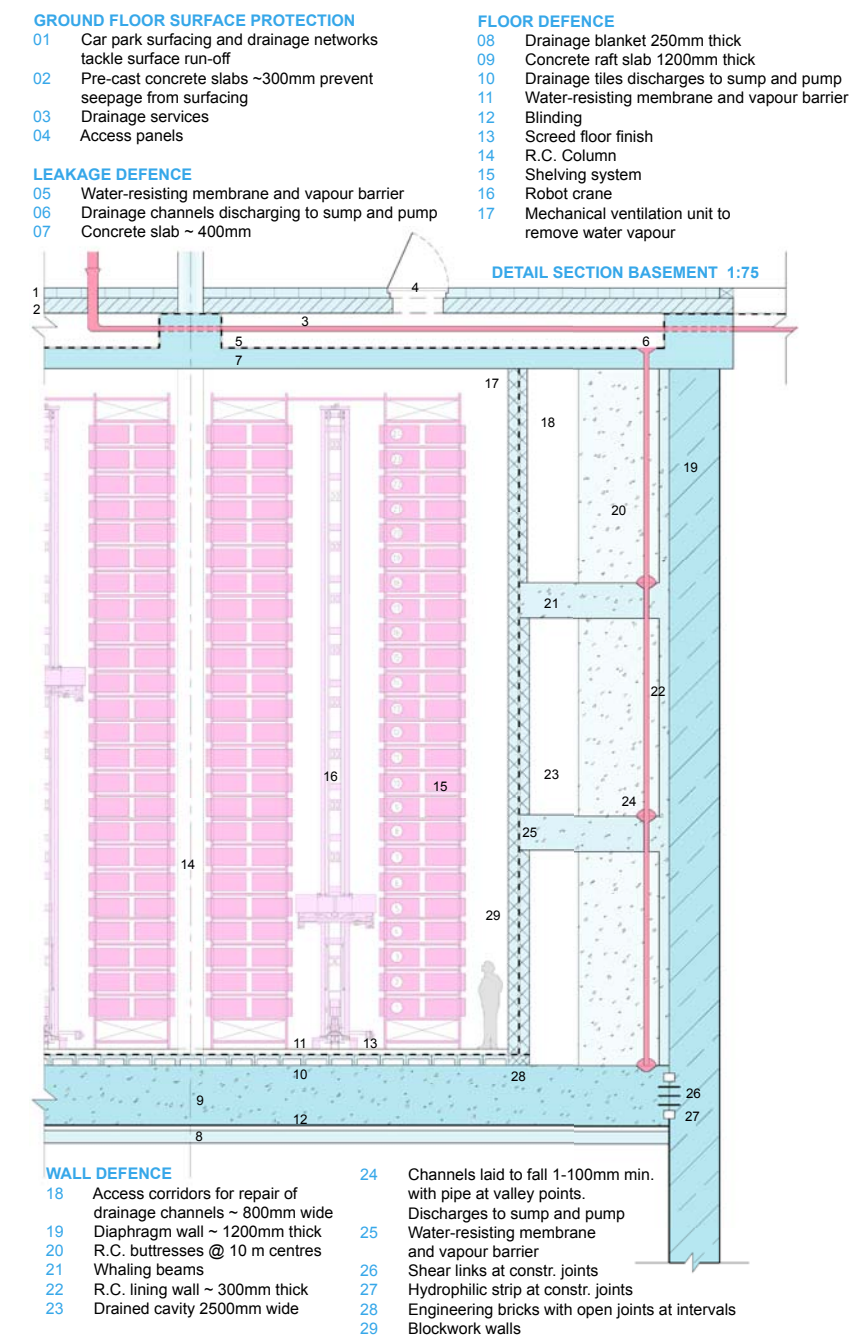 GROUND FLOOR SURFACE PROTECTION
01 Car park surfacing and drainage networks
tackle surface run-off
02 Pre-cast concrete slabs ~300mm prevent
seepage from surfacing
03 Drainage services
04 Access panels
LEAKAGE DEFENCE
05 Water-resisting membrane and vapour barrier
06 Drainage channels discharging to sump and pump
07 Concrete slab ~ 400mm
FLOOR DEFENCE
08 Drainage blanket 250mm thick
09 Concrete raft slab 1200mm thick
10 Drainage tiles discharges to sump and pump
11 Water-resisting membrane and vapour barrier
12 Blinding
13 Screed floor finish
14 R.C. Column
15 Shelving system
16 Robot crane
17 Mechanical ventilation unit to
remove water vapour
DETAIL SECTION BASEMENT 1:75
4
1
2
3
5
6
7
17
18
19
20
21
22
16
23
15
24
25
14
29
11
13
10
28
9
26
12
27
8
WALL DEFENCE
18 Access corridors for repair of
drainage channels ~ 800mm wide
19 Diaphragm wall ~ 1200mm thick
20 R.C. buttresses @ 10 m centres
21 Whaling beams
22 R.C. lining wall ~ 300mm thick
23 Drained cavity 2500mm wide
24 Channels laid to fall 1-100mm min.
with pipe at valley points.
Discharges to sump and pump
25 Water-resisting membrane
and vapour barrier
26 Shear links at constr. joints
27 Hydrophilic strip at constr. joints
28 Engineering bricks with open joints at intervals
29 Blockwork walls